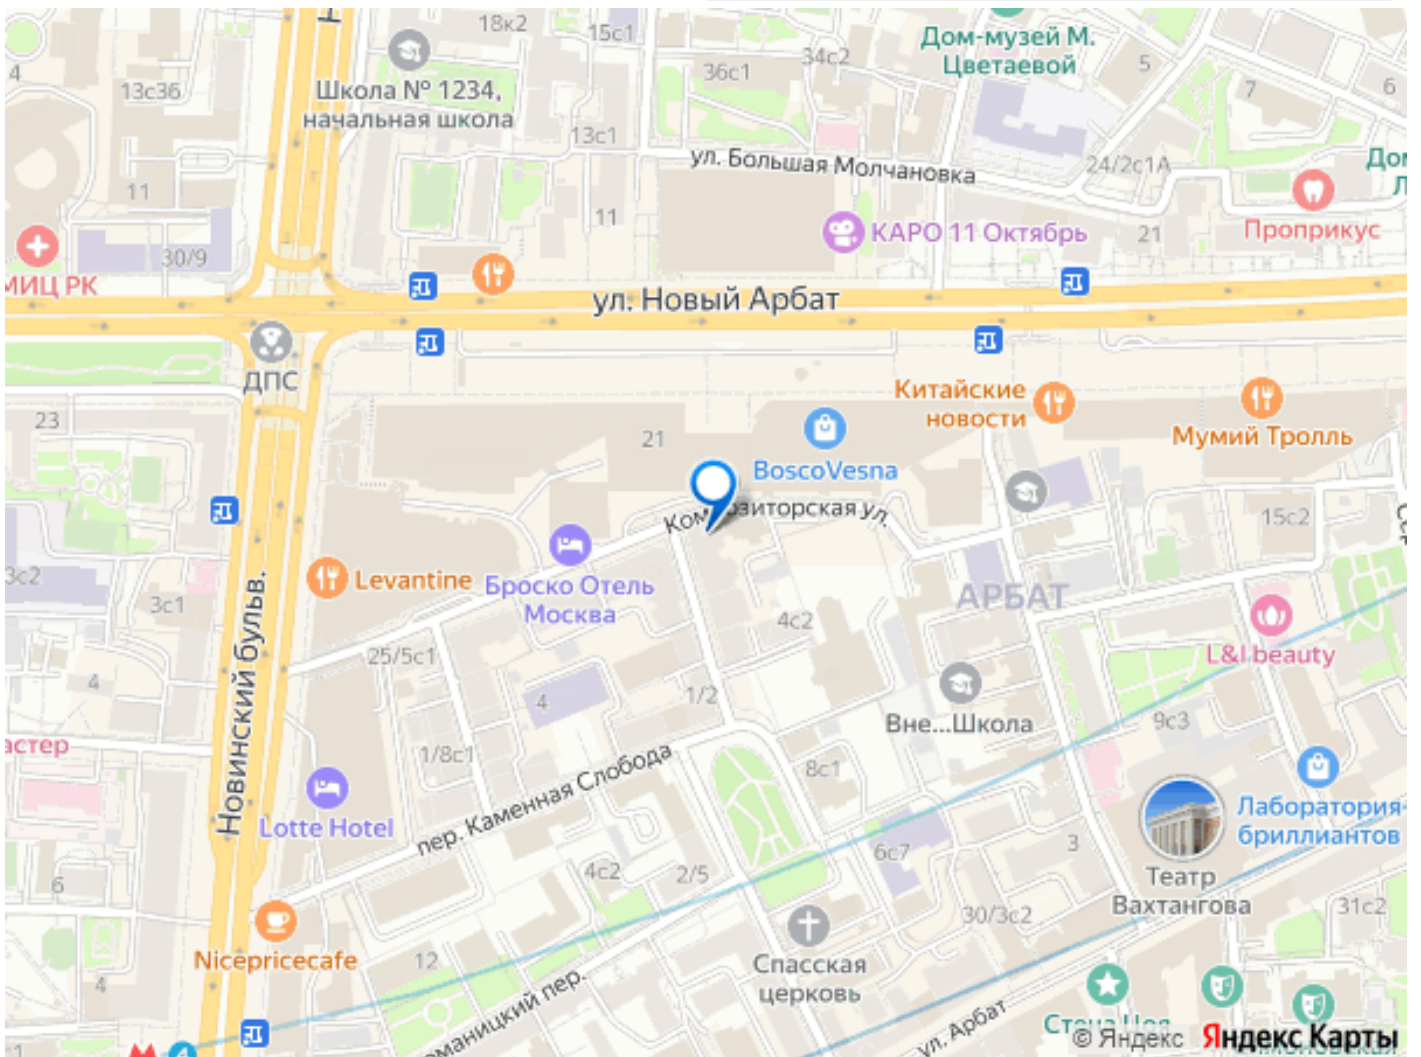 18к2
15с1
34с2
Дом-музей М.
Цветаевой
4
13с36
Школа № 1234,
начальная школа
36с1
5
7
6
13с1
ул. Большая Молчановка
24/2с1А
11
11
КАРО 11 Октябрь
21
Проприкус
30/9
МИЦ РК
ул. Новый Арбат
ДПС
Китайские
новости
23
21
BoscoVesna
Мумий Тролль
Композиторская ул.
15с2
3с2
3с1
Levantine
Броско Отель
Москва
АРБАТ
4с2
Новинский бульв.
25/5с1
L&I beauty
4
4
1/2
Вне...Школа
9с3
1/8с1
пер. Каменная Слобода
8с1
Lotte Hotel
Лаборатория
бриллиантов
6
4с2
2/5
6с7
3
Театр
Вахтангова
30/3с2
31с2
Nicepricecafe
12
Спасская
церковь
4
ул. Арбат
© Яндекс Яндекс Карты